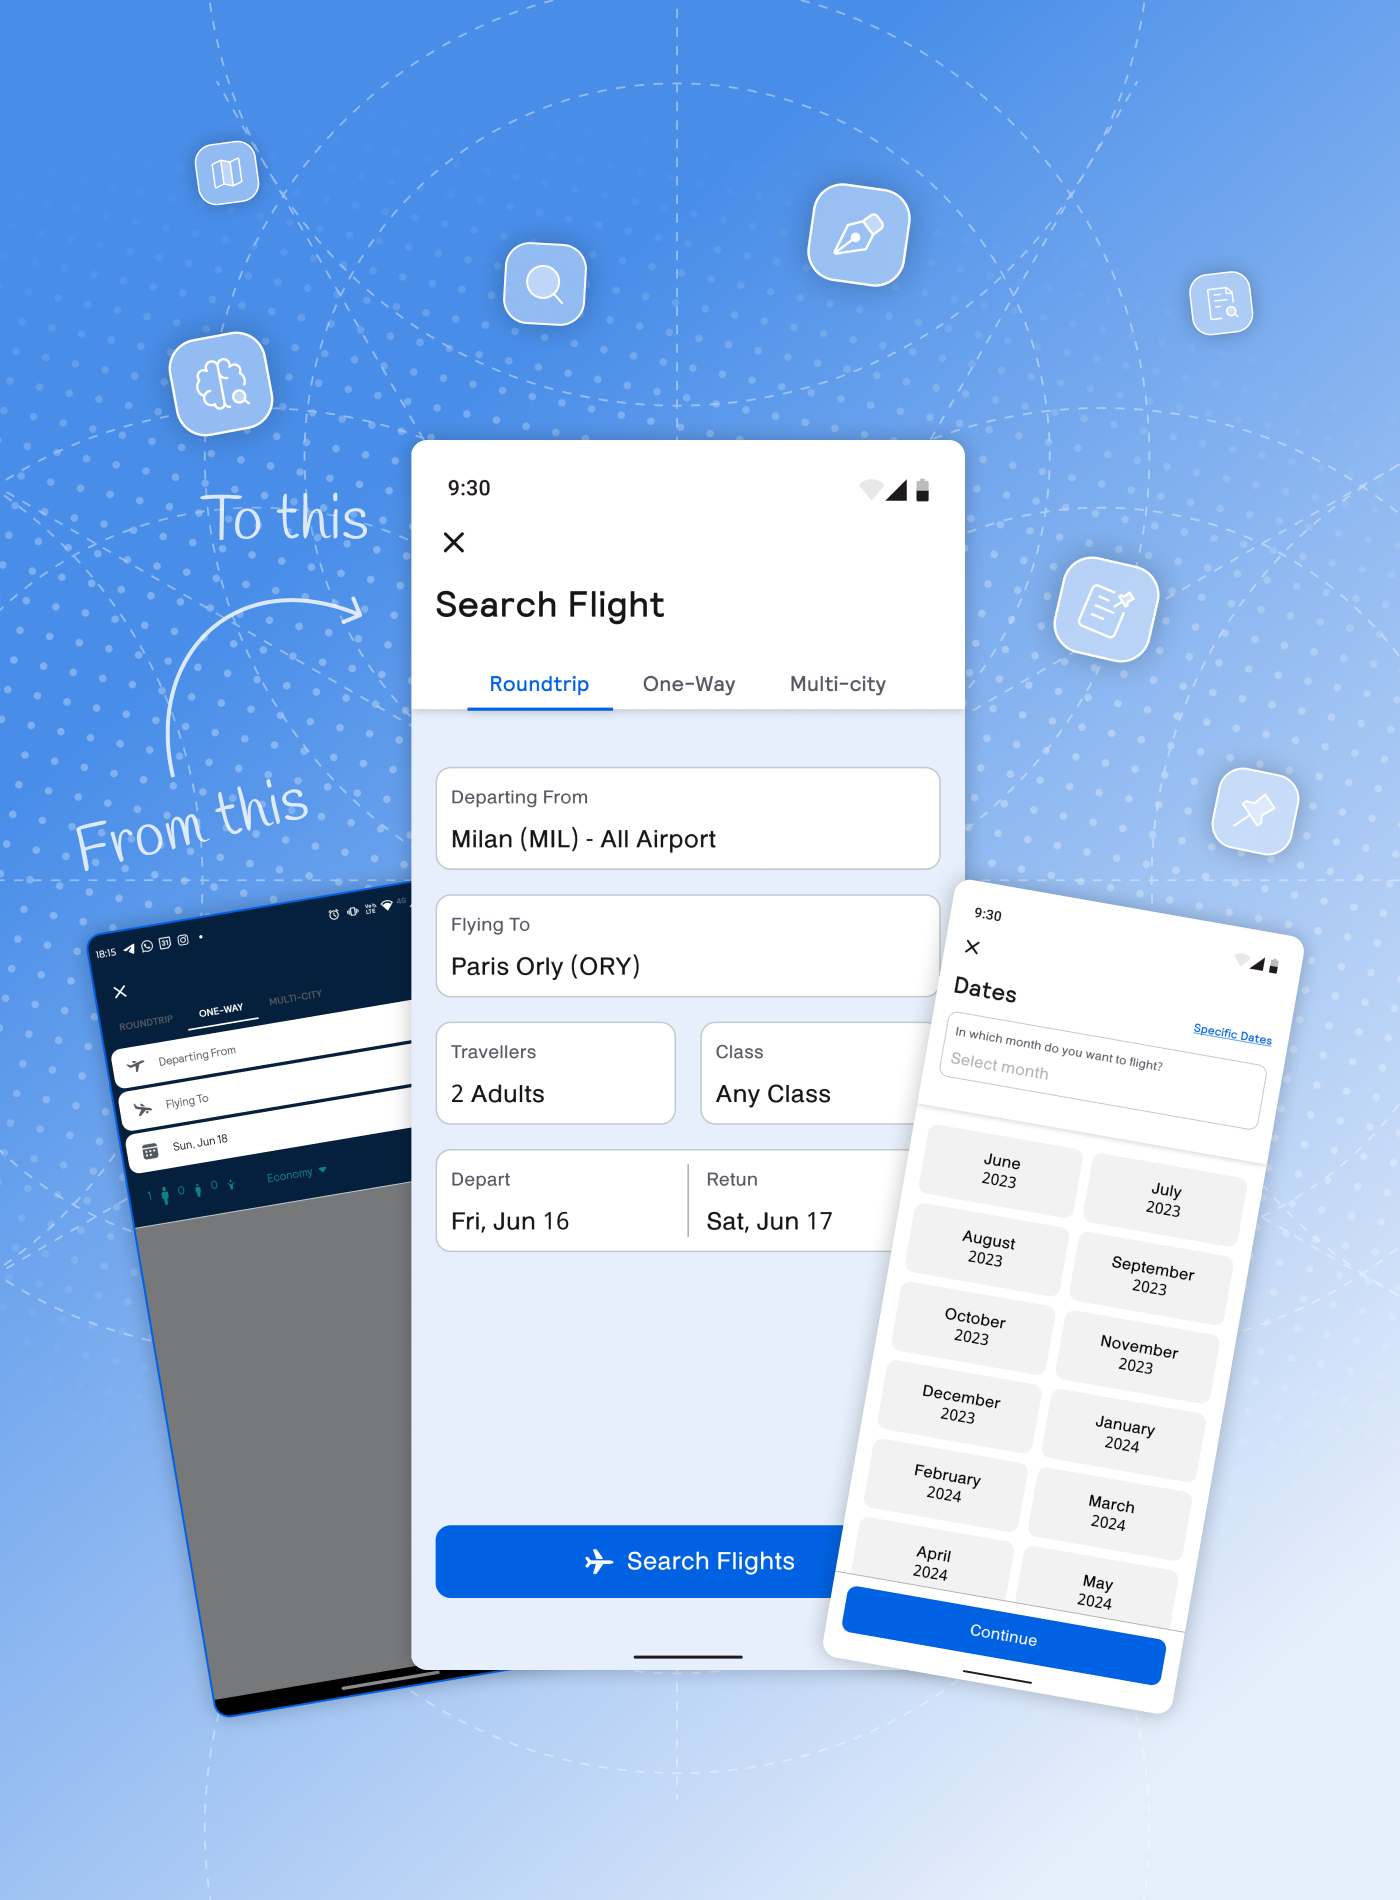 To this
From this
9:30
Search Flight
Roundtrip One-Way Multi-city
Departing From
Milan (MIL) - All Airport
Flying To
Paris Orly (ORY)
Travellers
2 Adults
Class
Any Class
Depart
Fri, Jun 16
Retun
Sat, Jun 17
Search Flights
18:15
31
Vo
LTE
4G
ROUNDTRIP ONE-WAY MULTI-CITY
Departing From
Flying To
Sun, Jun 18
1 0 0 Economy
9:30
Dates
Specific Dates
In which month do you want to flight?
Select month
June
2023
July
2023
August
2023
September
2023
October
2023
November
2023
December
2023
January
2024
February
2024
March
2024
April
2024
May
2024
Continue